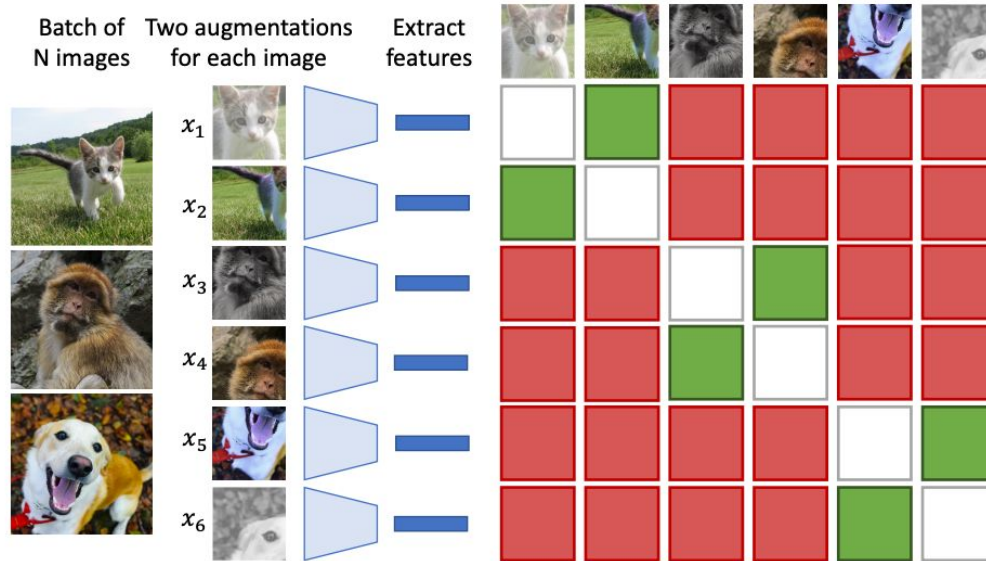 Batch of
N images
Two augmentations
for each image
Extract
features
x₁
x₂
x₃
x₄
x₅
x₆